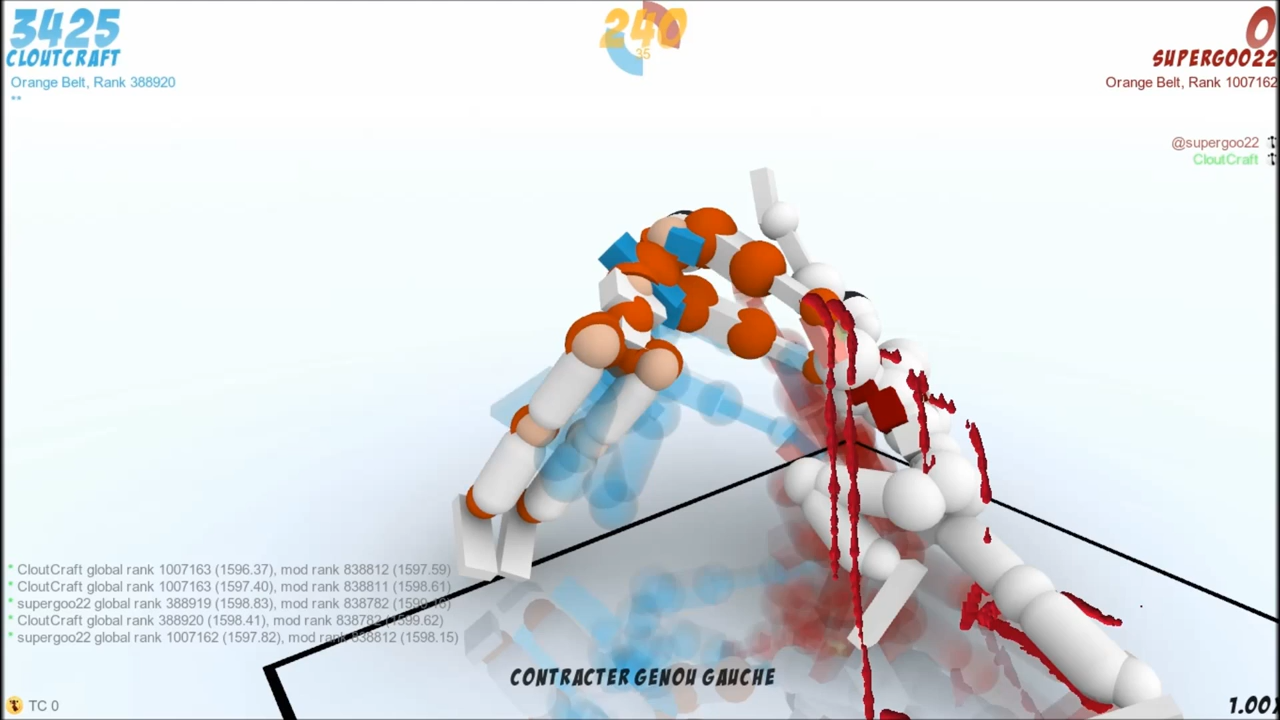 3425
CLOUTCRAFT
Orange Belt, Rank 388920
**
240
35
0
SUPERGOO22
Orange Belt, Rank 1007162
@supergoo22
CloutCraft
* CloutCraft global rank 1007163 (1596.37), mod rank 838812 (1597.59)
* CloutCraft global rank 1007163 (1597.40), mod rank 838811 (1598.61)
* supergoo22 global rank 388919 (1598.83), mod rank 838782
* CloutCraft global rank 388920 (1598.41), mod rank 838782 (1599.62)
* supergoo22 global rank 1007162 (1597.82), mod rank 838812 (1598.15)
CONTRACTER GENOU GAUCHE
TC 0